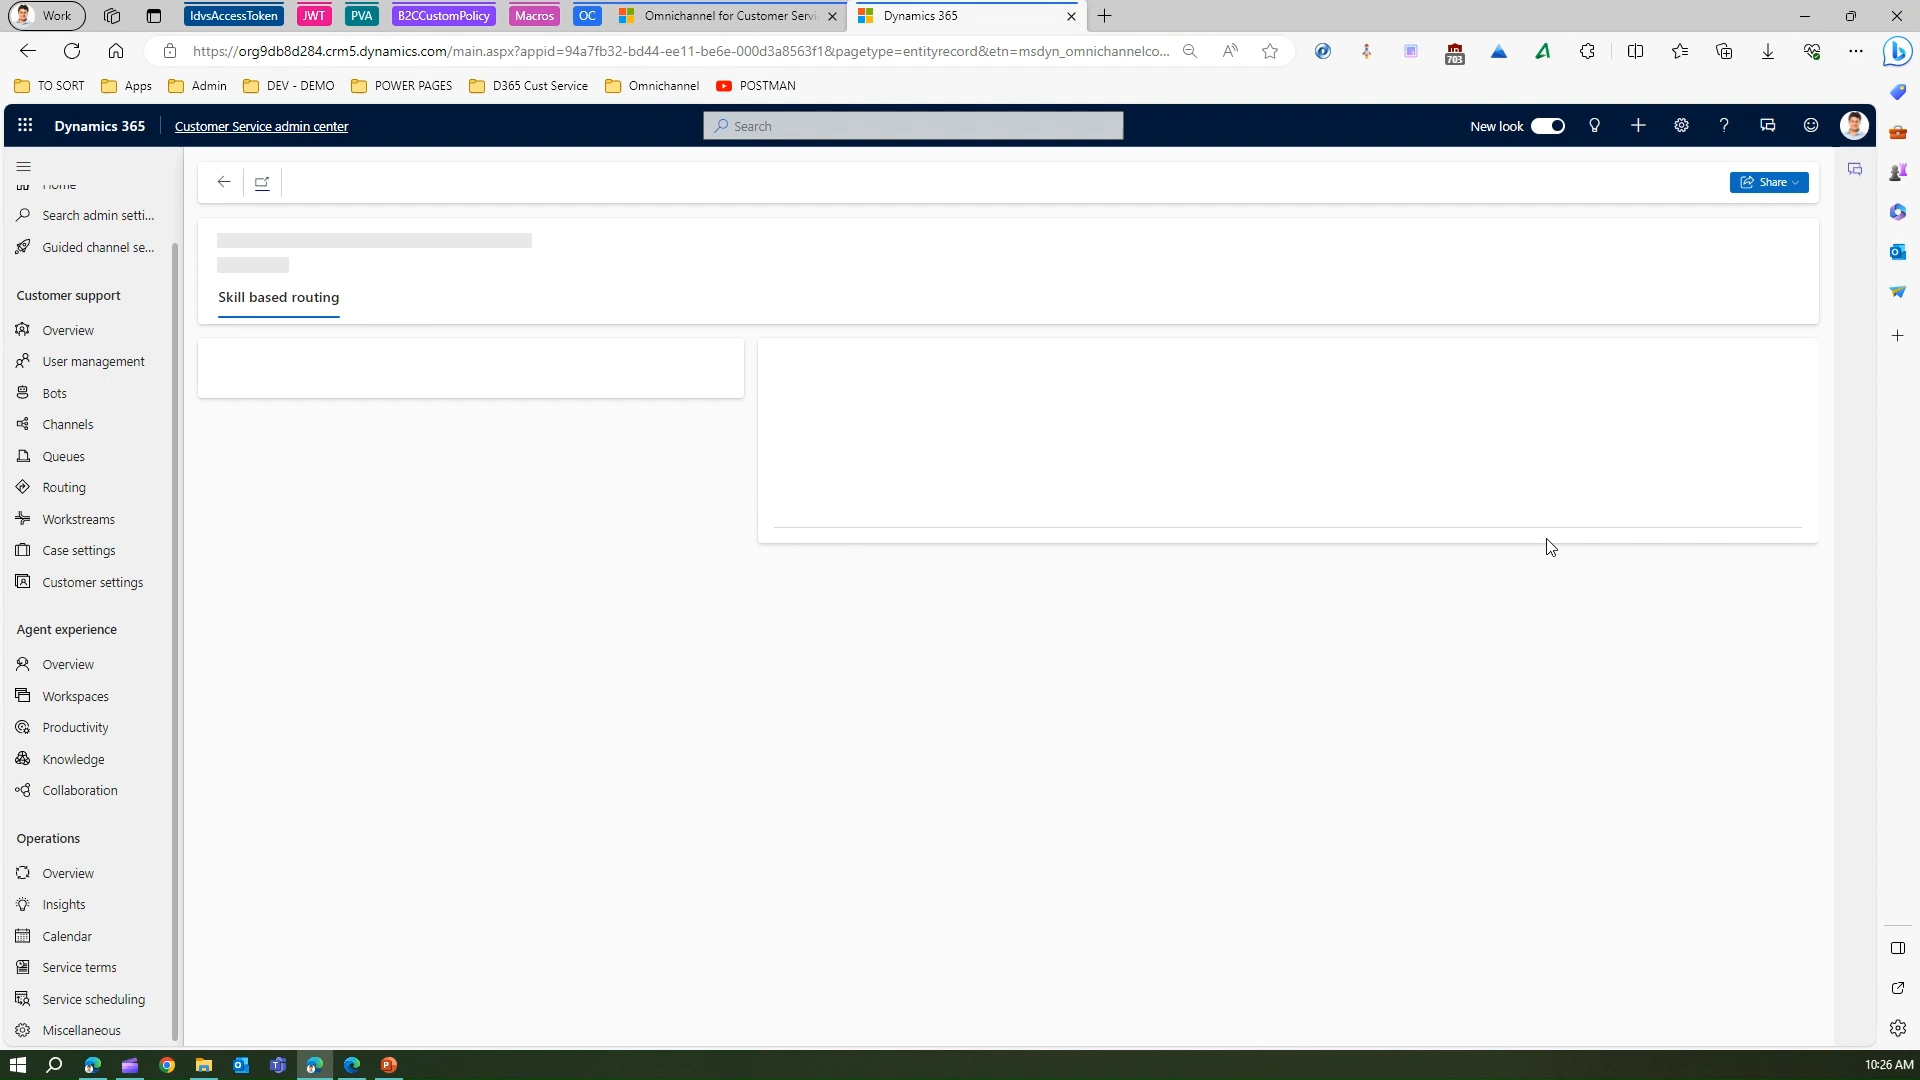 Work
IdvsAccessToken
JWT
PVA
B2CCustomPolicy
Macros
OC
Omnichannel for Customer Servi
Dynamics 365
https://org9db8d284.crm5.dynamics.com/main.aspx?appid=94a7fb32-bd44-ee11-be6e-000d3a8563f1&pagetype=entityrecord&etn=msdyn_omnichannelco...
703
TO SORT
Apps
Admin
DEV - DEMO
POWER PAGES
D365 Cust Service
Omnichannel
POSTMAN
Dynamics 365
Customer Service admin center
Search
New look
Home
Search admin setti...
Guided channel se...
Customer support
Overview
User management
Bots
Channels
Queues
Routing
Workstreams
Case settings
Customer settings
Agent experience
Overview
Workspaces
Productivity
Knowledge
Collaboration
Operations
Overview
Insights
Calendar
Service terms
Service scheduling
Miscellaneous
Share
Skill based routing
10:26 AM